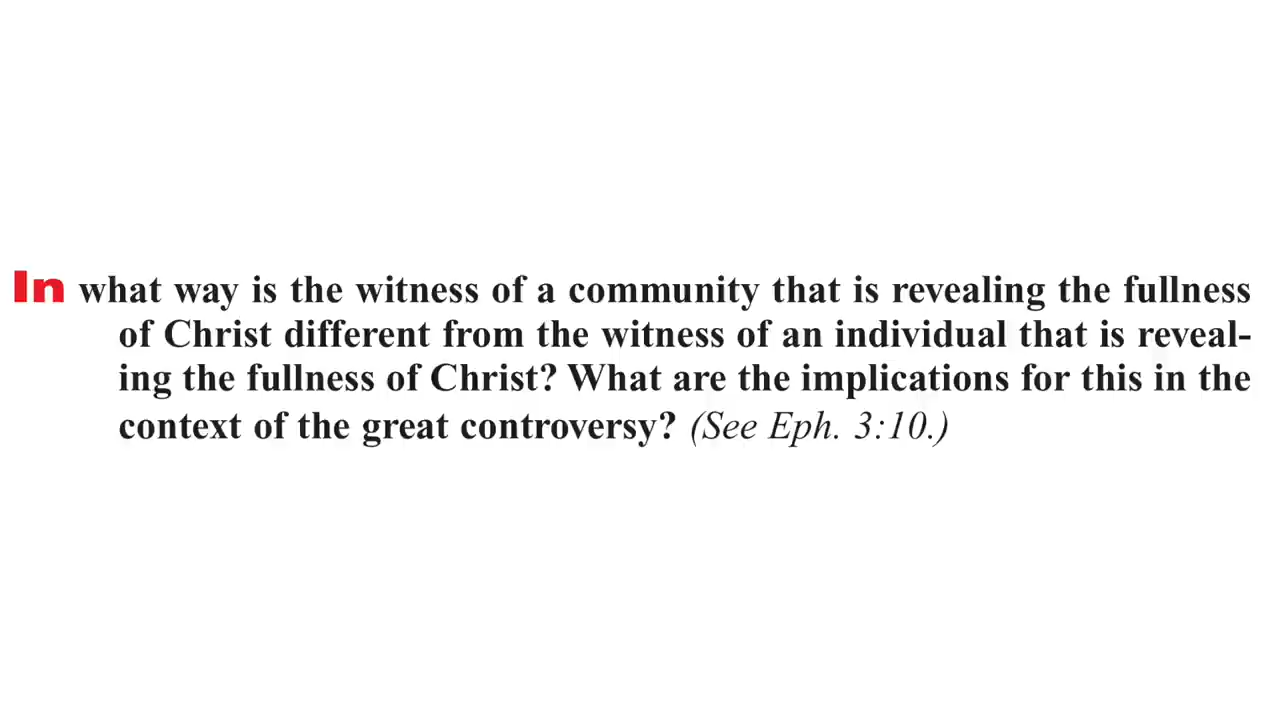 In what way is the witness of a community that is revealing the fullness
of Christ different from the witness of an individual that is reveal-
ing the fullness of Christ? What are the implications for this in the
context of the great controversy? (See Eph. 3:10.)